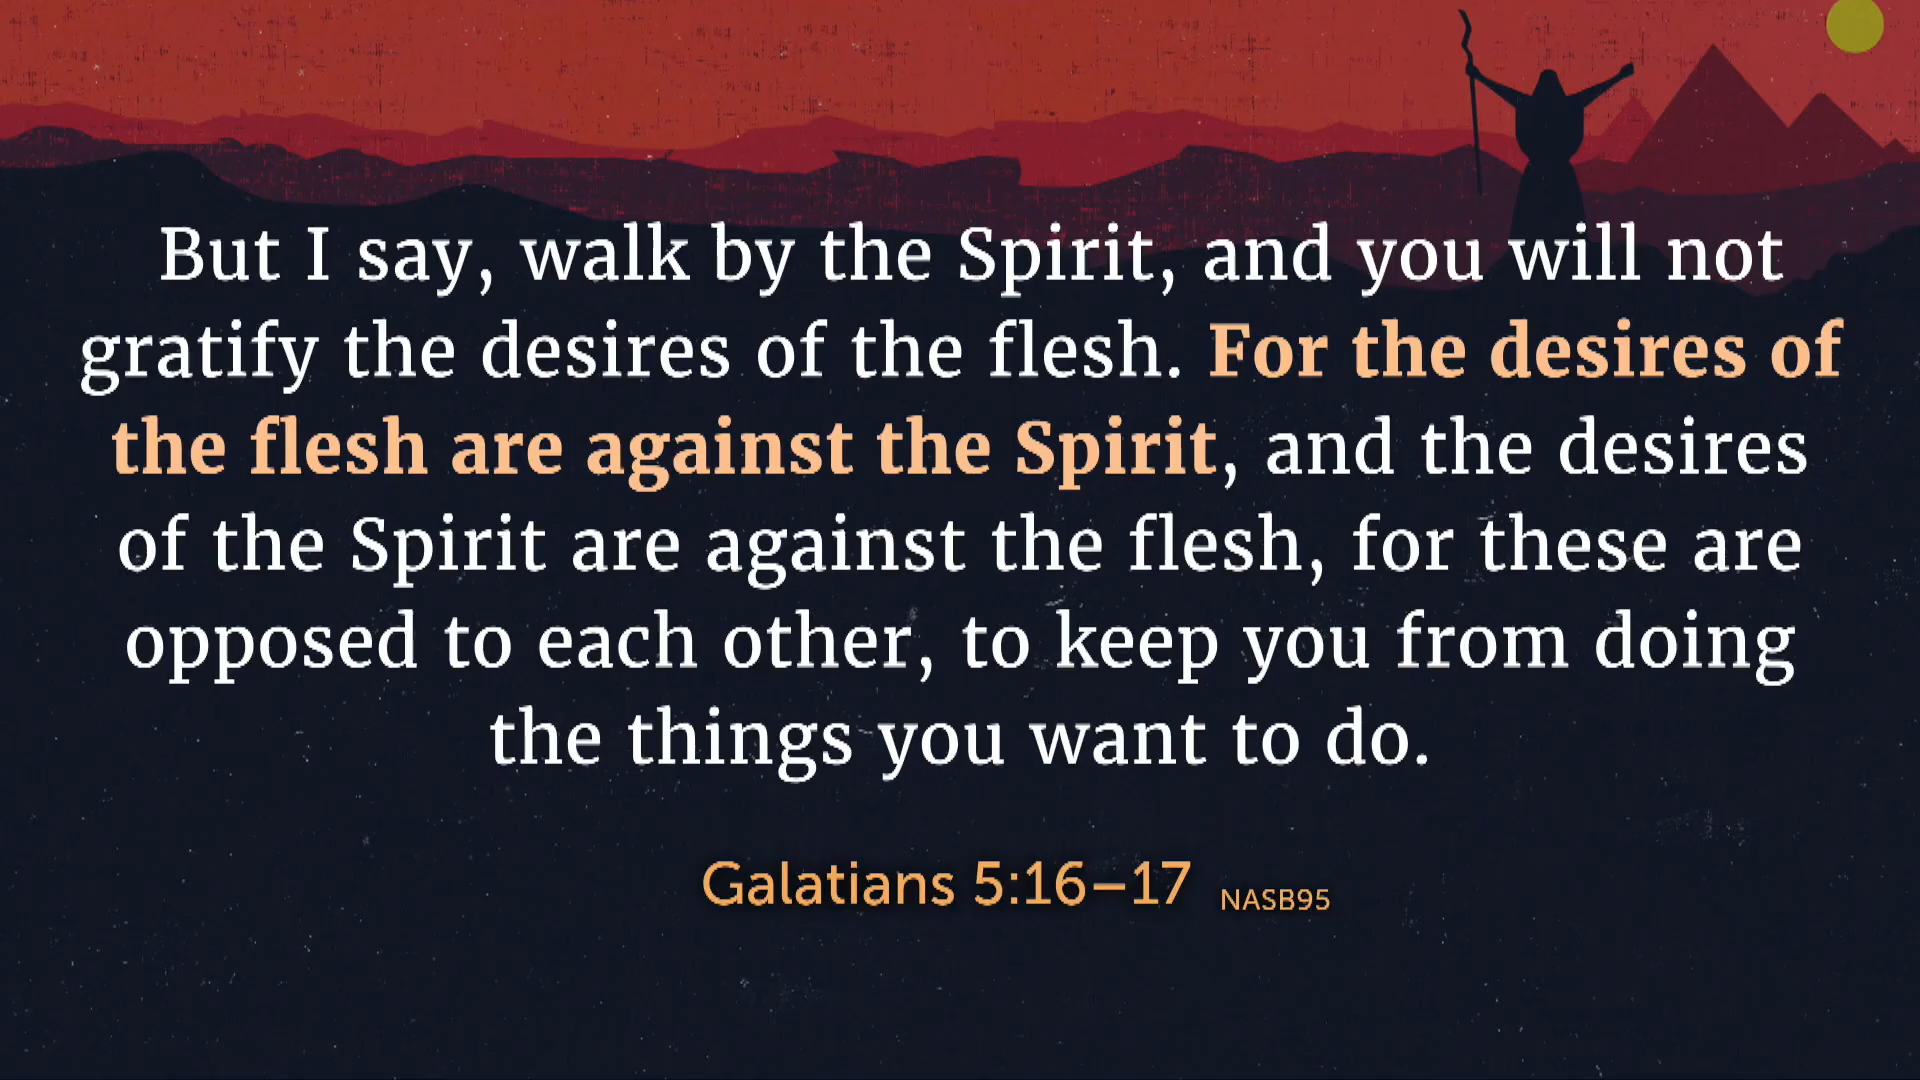 But I say, walk by the Spirit, and you will not
gratify the desires of the flesh. For the desires of
the flesh are against the Spirit, and the desires
of the Spirit are against the flesh, for these are
opposed to each other, to keep you from doing
the things you want to do.
Galatians 5:16–17 NASB95